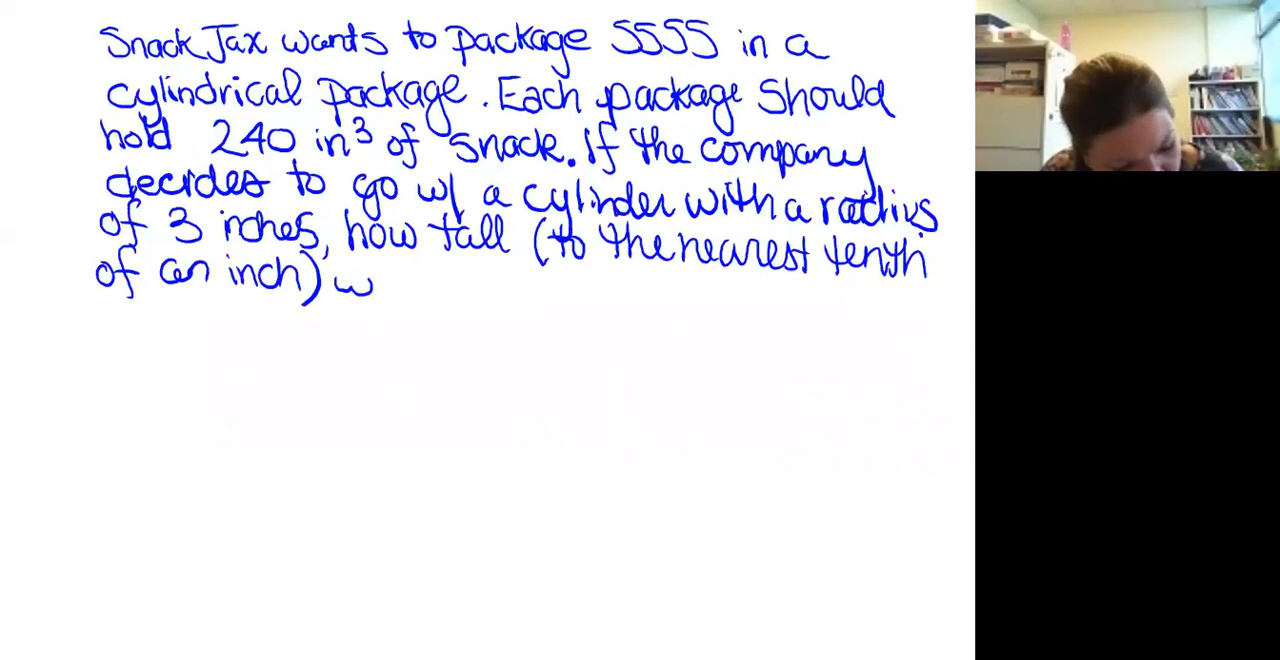 Snack Jax wants to package SSSS in a
cylindrical package. Each package should
hold 240 in³ of snack. If the company
decides to go w/ a cylinder with a radius
of 3 inches, how tall (to the nearest tenth
of an inch) w